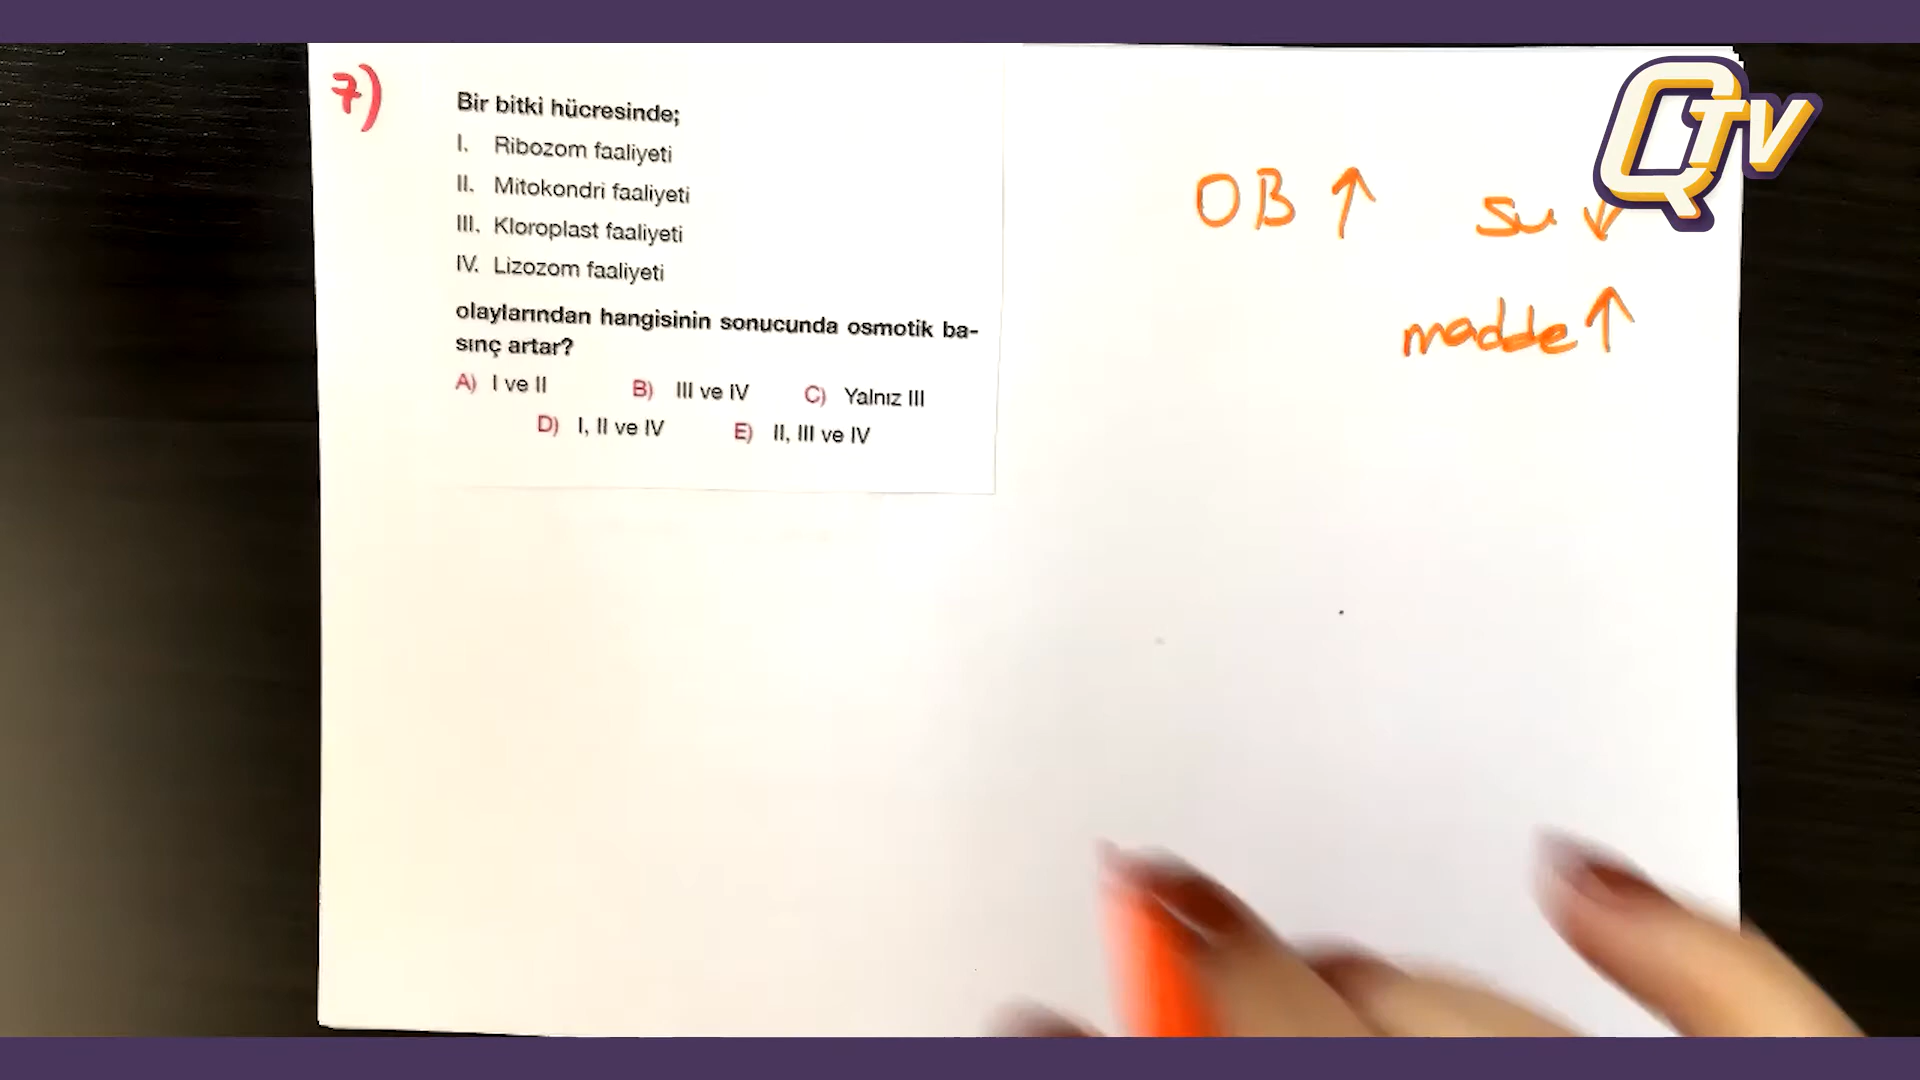 7)
Bir bitki hücresinde;
I. Ribozom faaliyeti
II. Mitokondri faaliyeti
III. Kloroplast faaliyeti
IV. Lizozom faaliyeti
olaylarından hangisinin sonucunda osmotik ba-
sınç artar?
A) I ve II B) III ve IV C) Yalnız III
D) I, II ve IV E) II, III ve IV
OB ↑ su ↓
madde ↑
QTV